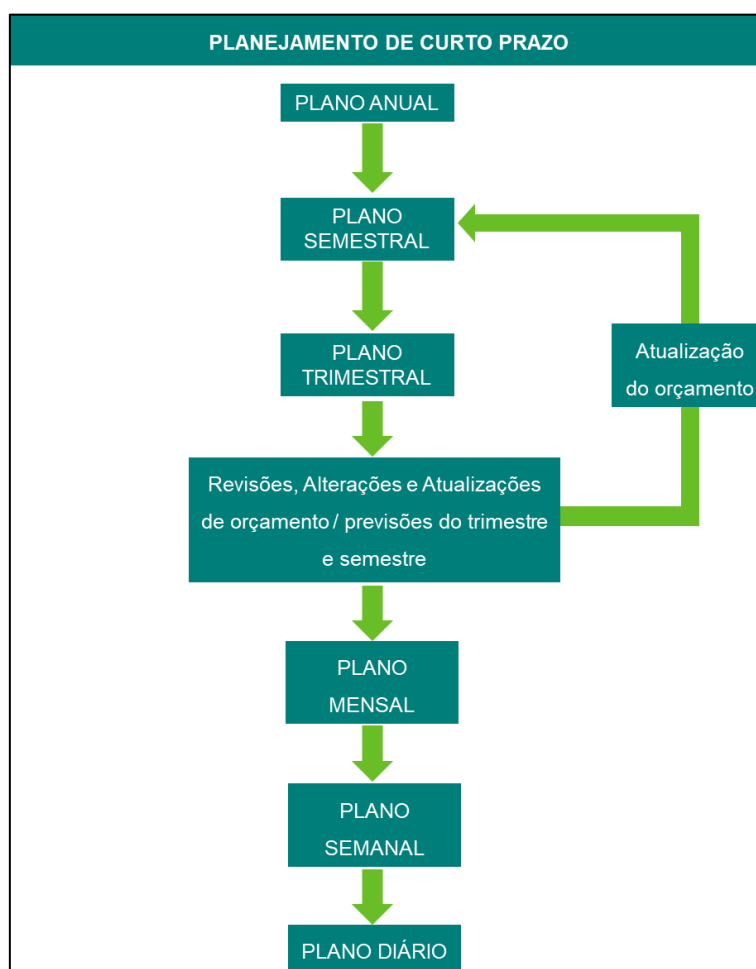 PLANEJAMENTO DE CURTO PRAZO
PLANO ANUAL
PLANO
SEMESTRAL
PLANO
TRIMESTRAL
Atualização
do orçamento
Revisões, Alterações e Atualizações
de orçamento / previsões do trimestre
e semestre
PLANO
MENSAL
PLANO
SEMANAL
PLANO DIÁRIO